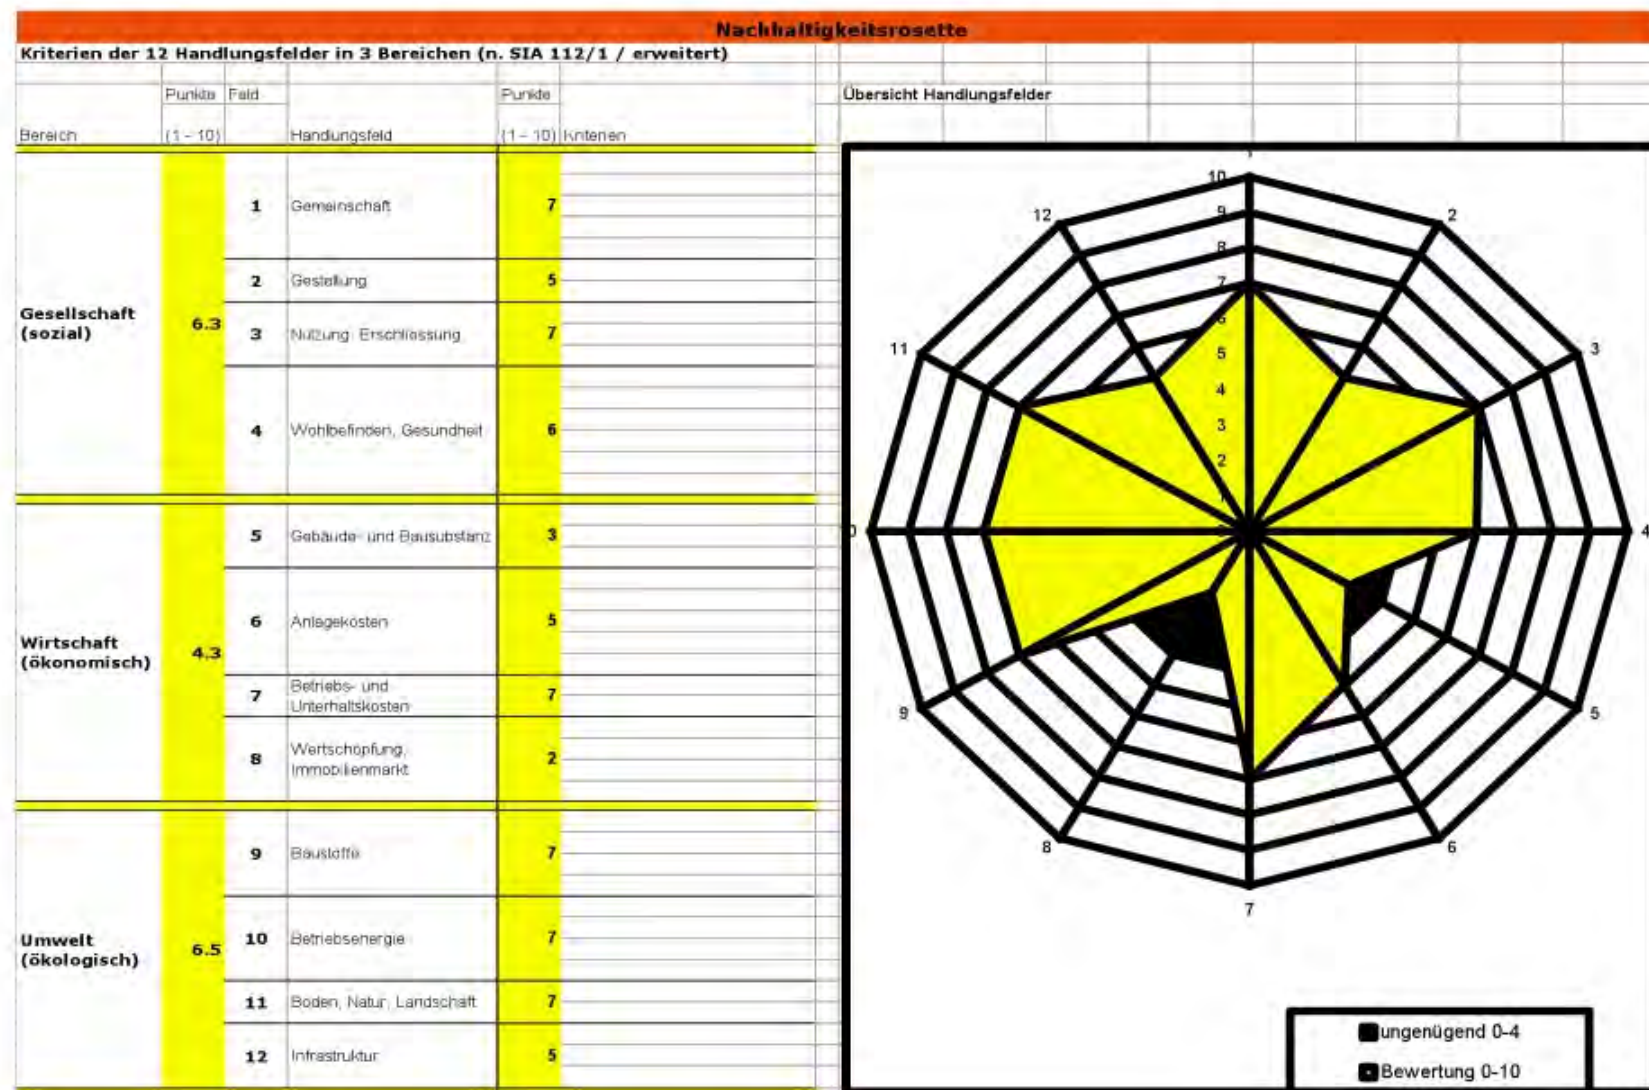 Nachhaltigkeitsrosette
Kriterien der 12 Handlungsfelder in 3 Bereichen (n. SIA 112/1 / erweitert)
Punkte Feld Punkte
Übersicht Handlungsfelder
Bereich (1 - 10) Handlungsfeld (1 - 10) Kriterien
Gesellschaft
(sozial)
6.3
1 Gemeinschaft 7
2 Gestaltung 5
3 Nutzung, Erschliessung 7
4 Wohlbefinden, Gesundheit 6
Wirtschaft
(ökonomisch)
4.3
5 Gebäude- und Bausubstanz 3
6 Anlagekosten 5
7 Betriebs- und
Unterhaltskosten 7
8 Wertschöpfung,
Immobilienmarkt 2
Umwelt
(ökologisch)
6.5
9 Baustoffe 7
10 Betriebsenergie 7
11 Boden, Natur, Landschaft 7
12 Infrastruktur 5
10
9
8
7
6
5
4
3
2
1
2
3
4
5
6
7
8
9
0
11
12
ungenügend 0-4
Bewertung 0-10